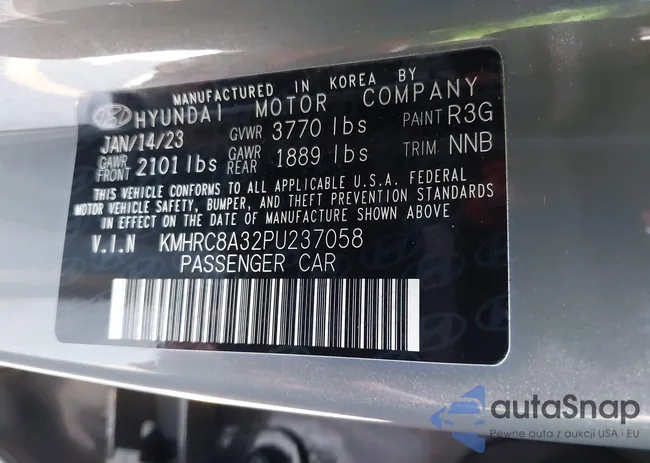 MANUFACTURED IN KOREA BY
HYUNDAI MOTOR COMPANY
JAN/14/23 GVWR 3770 lbs PAINT R3G
GAWR FRONT 2101 lbs GAWR REAR 1889 lbs TRIM NNB
THIS VEHICLE CONFORMS TO ALL APPLICABLE U.S.A. FEDERAL
MOTOR VEHICLE SAFETY, BUMPER, AND THEFT PREVENTION STANDARDS
IN EFFECT ON THE DATE OF MANUFACTURE SHOWN ABOVE
V.I.N KMHRC8A32PU237058
PASSENGER CAR
autaSnap
Pewne auta z aukcji USA i EU